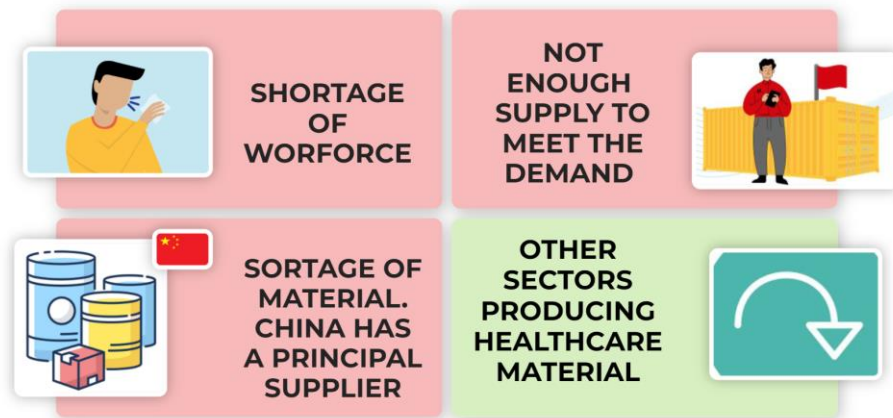 SHORTAGE
OF
WORFORCE
NOT
ENOUGH
SUPPLY TO
MEET THE
DEMAND
SORTAGE OF
MATERIAL.
CHINA HAS
A PRINCIPAL
SUPPLIER
OTHER
SECTORS
PRODUCING
HEALTHCARE
MATERIAL